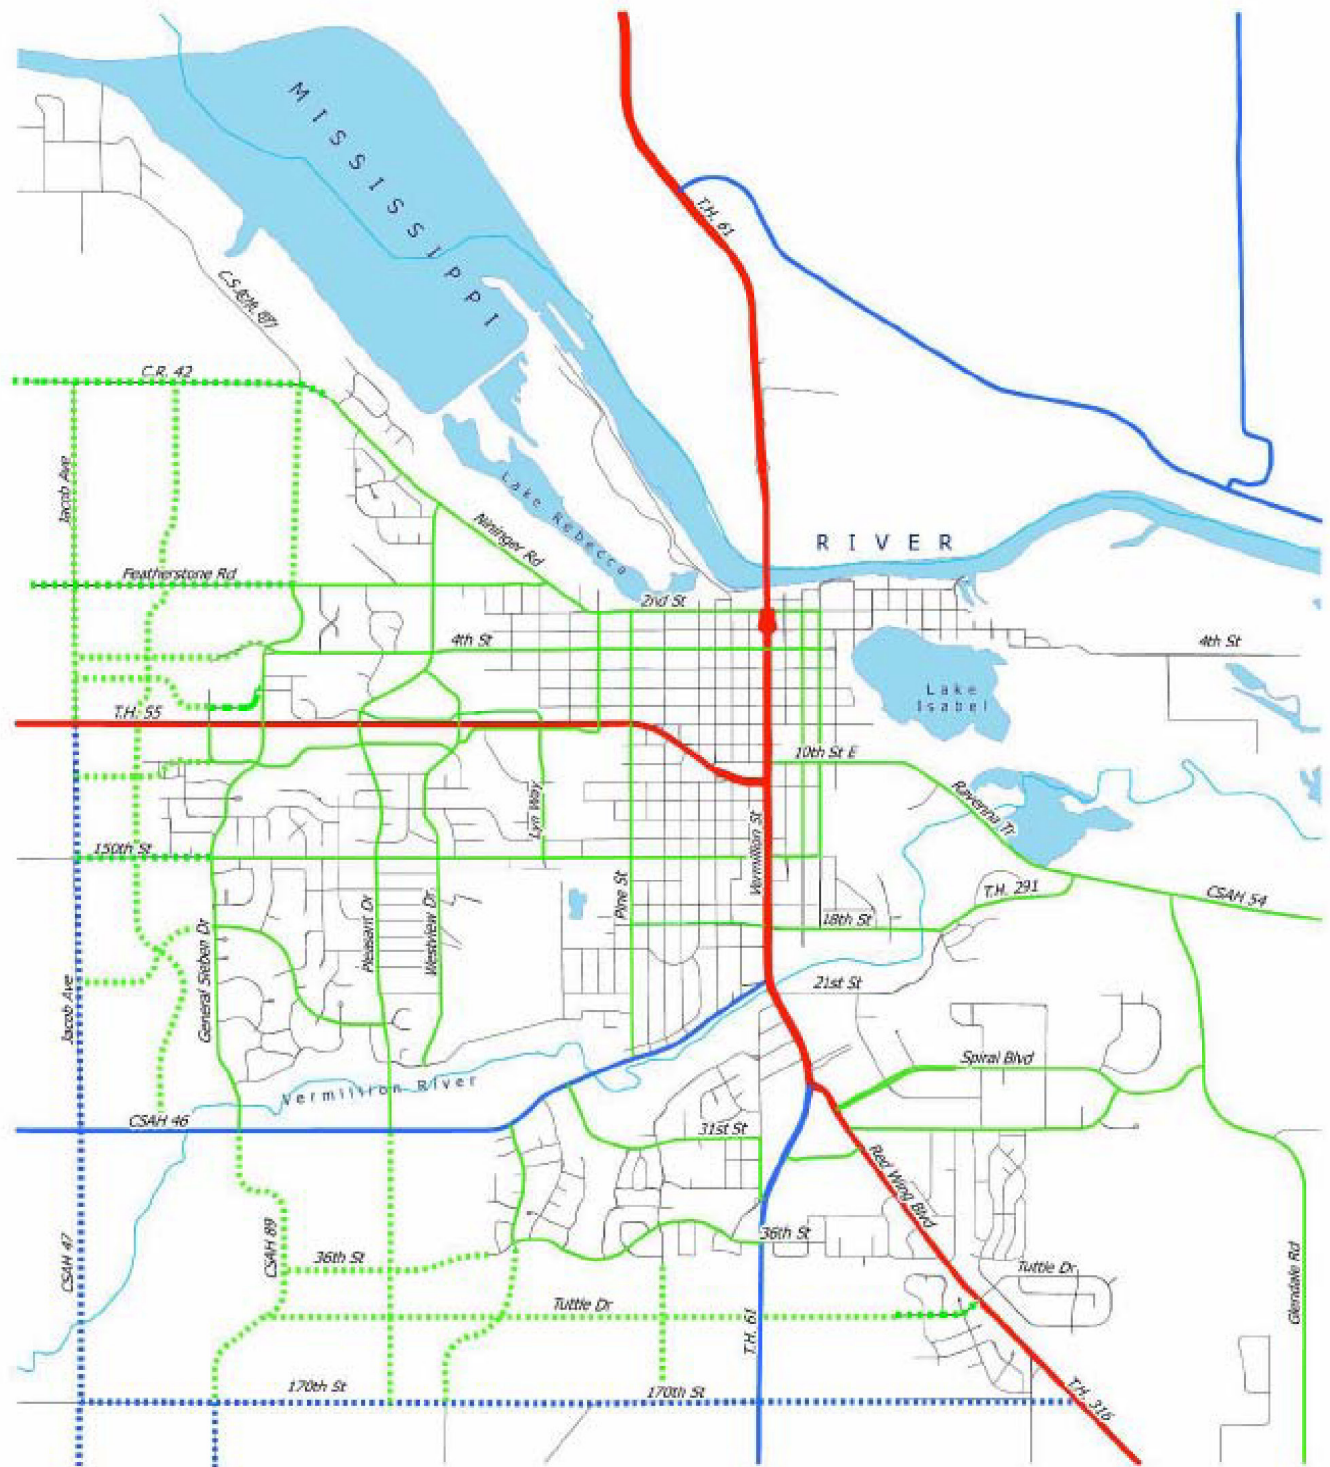 MISSISSIPPI
T.H. 61
C.R. 42
Jacob Ave
Lake Rebecca
Nininger Rd
RIVER
Featherstone Rd
2nd St
4th St
4th St
Lake
Isabel
T.H. 55
10th St E
Ravenna Tr
Lyn Way
Vermillion St
150th St
Pine St
T.H. 291
CSAH 54
18th St
General Sieben Dr
Pleasant Dr
Westview Dr
Jacob Ave
21st St
Spiral Blvd
Vermillion River
CSAH 46
31st St
Red Wing Blvd
36th St
CSAH 47
CSAH 89
36th St
Tuttle Dr
Glendale Rd
Tuttle Dr
T.H. 61
170th St
170th St
T.H. 316